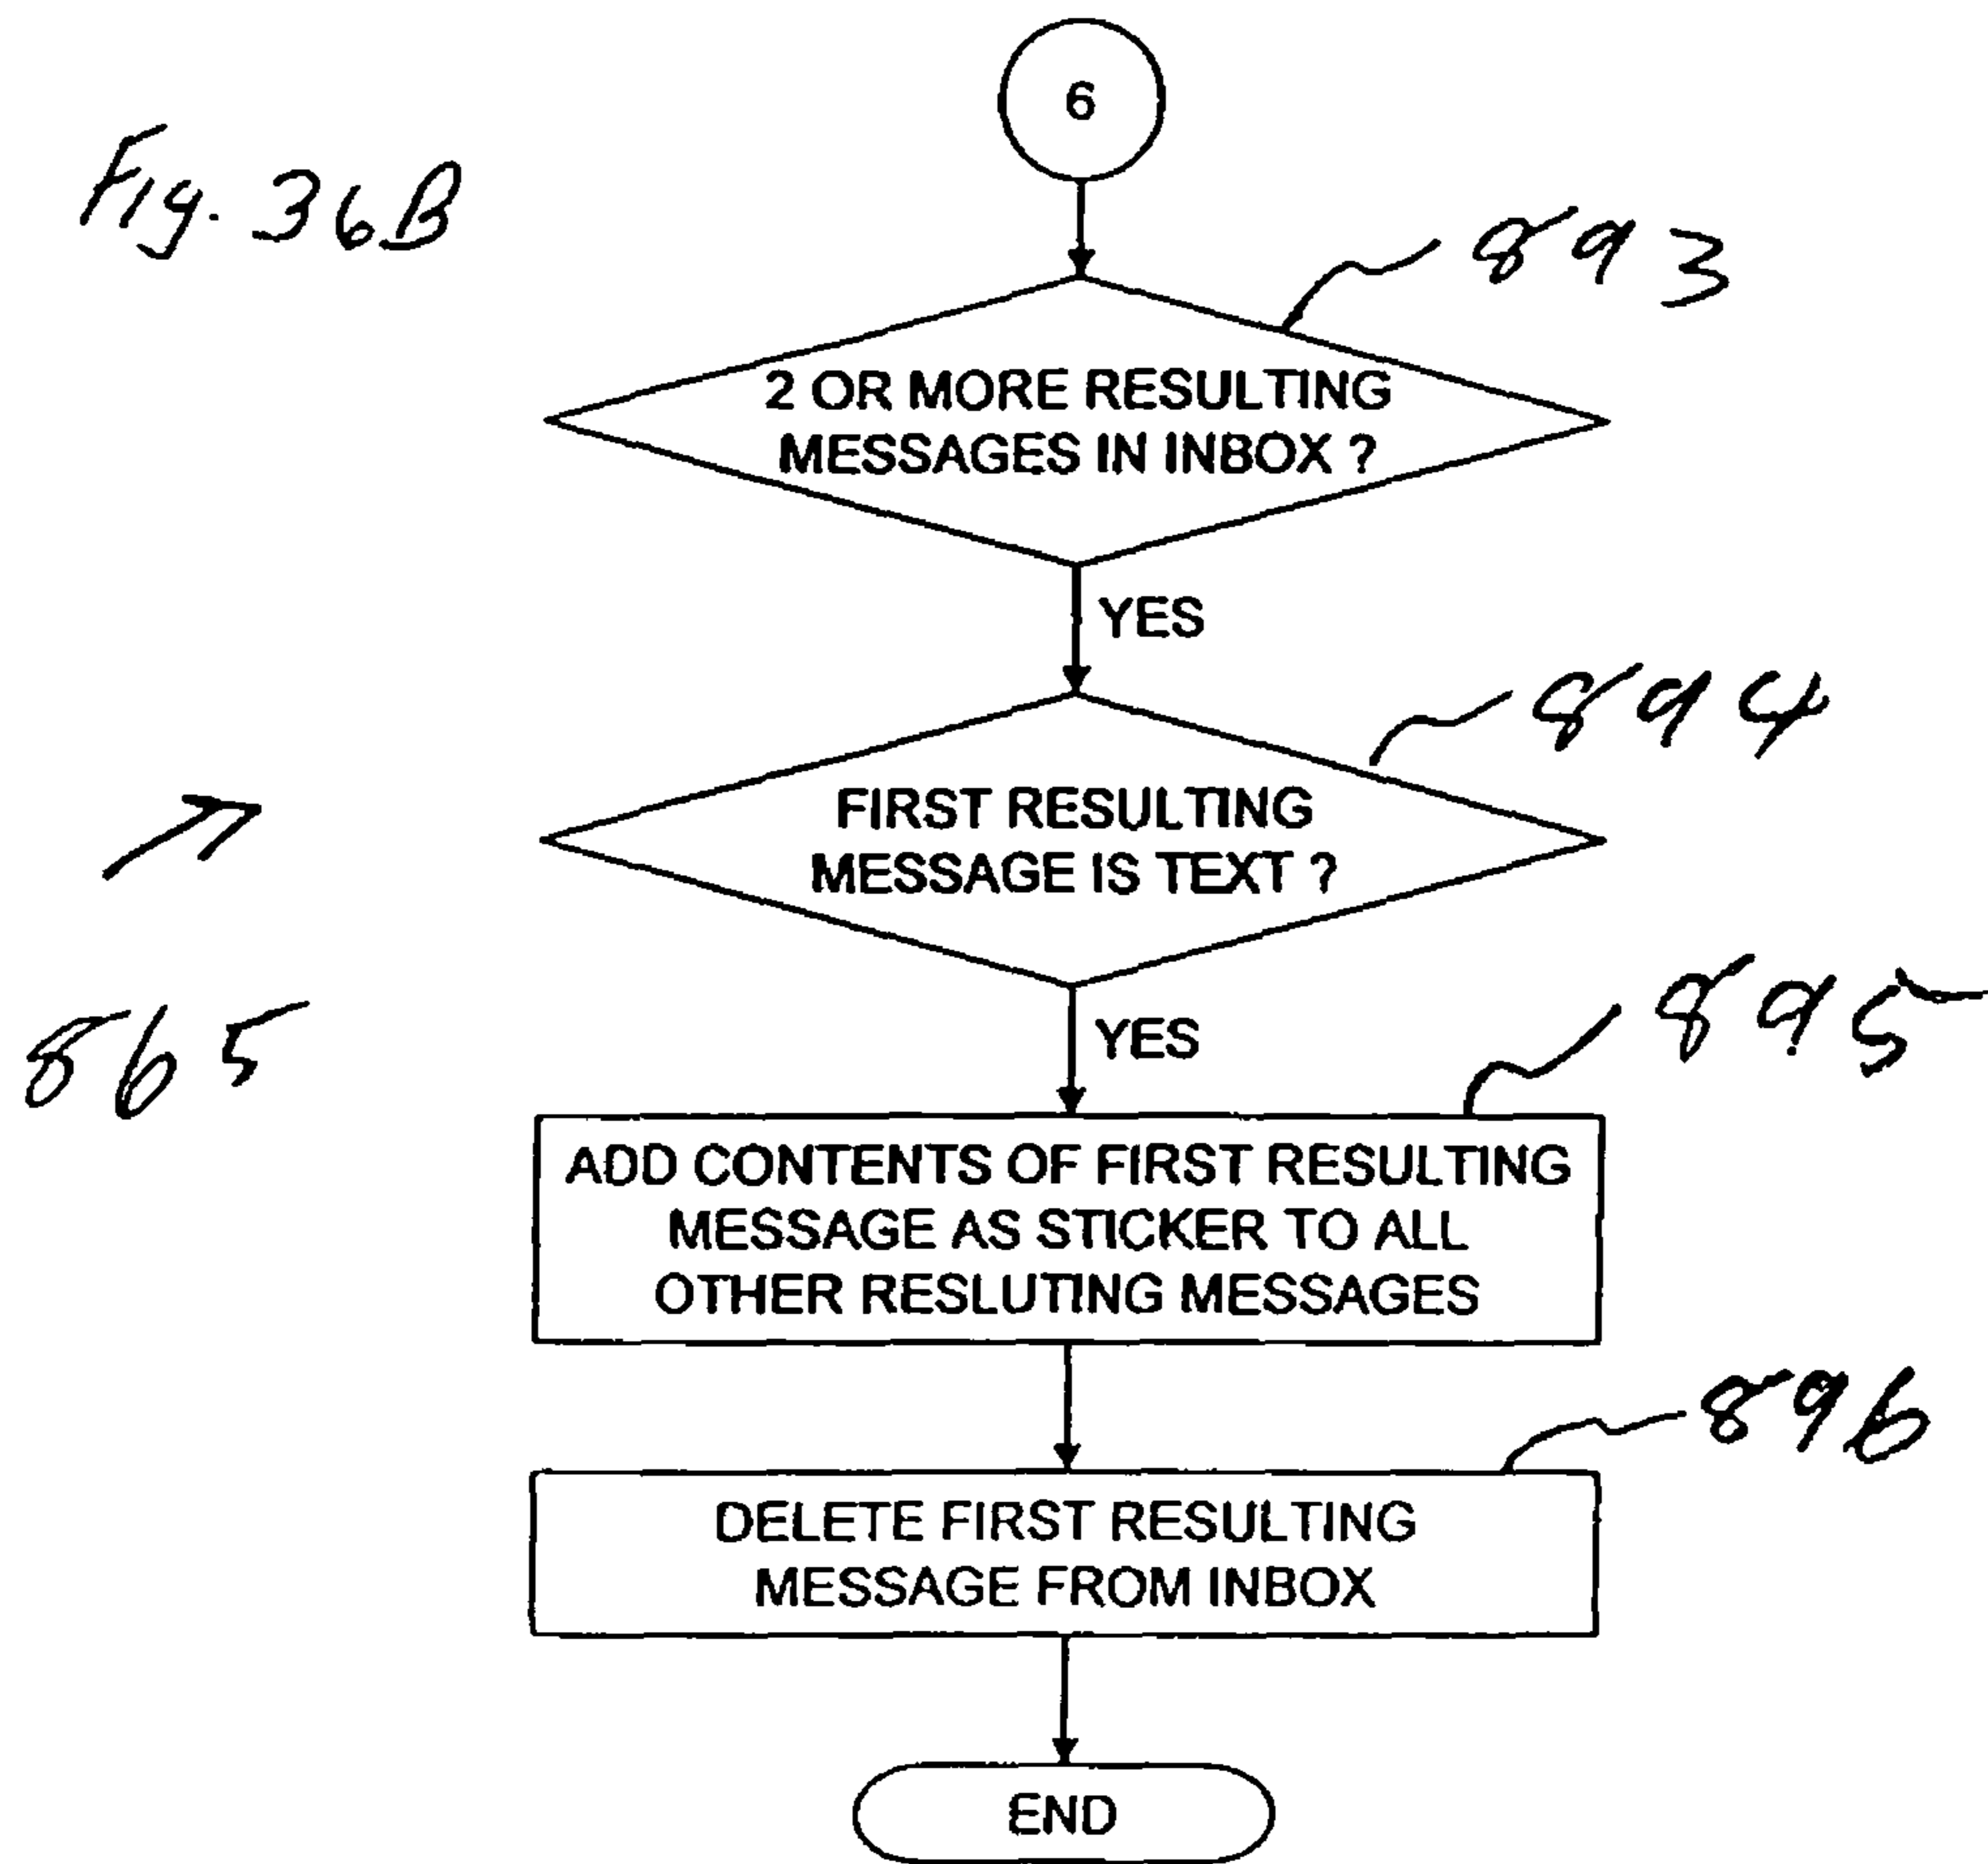 6
Fig. 36B
893
2 OR MORE RESULTING
MESSAGES IN INBOX ?
YES
894
FIRST RESULTING
MESSAGE IS TEXT ?
865
YES
895
ADD CONTENTS OF FIRST RESULTING
MESSAGE AS STICKER TO ALL
OTHER RESLUTING MESSAGES
896
DELETE FIRST RESULTING
MESSAGE FROM INBOX
END